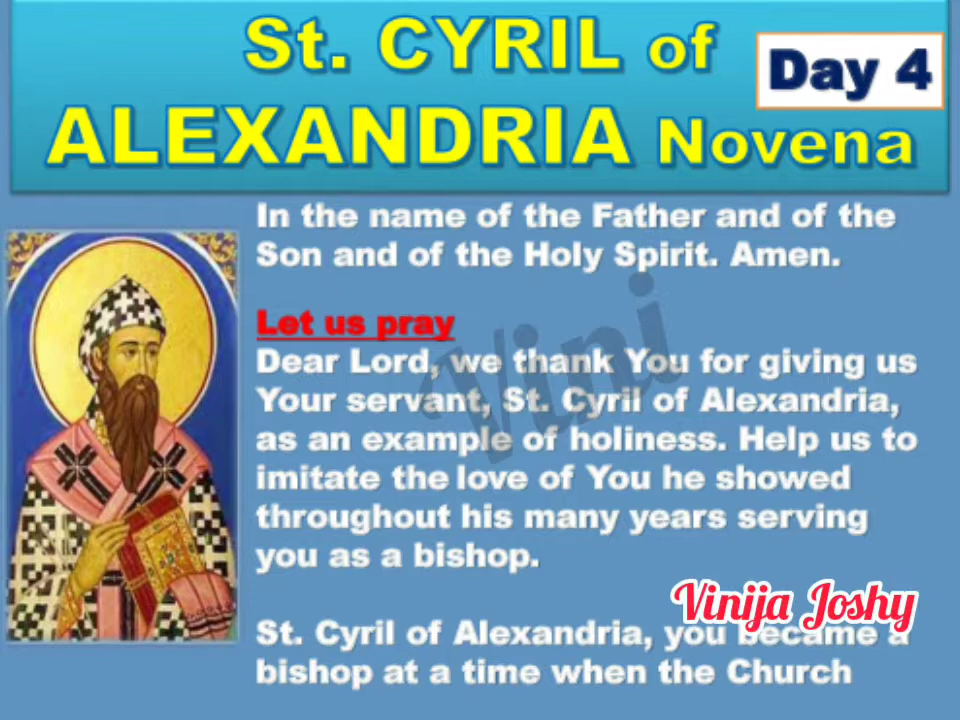 St. CYRIL of
ALEXANDRIA Novena
Day 4
In the name of the Father and of the
Son and of the Holy Spirit. Amen.
Let us pray
Dear Lord, we thank You for giving us
Your servant, St. Cyril of Alexandria,
as an example of holiness. Help us to
imitate the love of You he showed
throughout his many years serving
you as a bishop.
Vini
Vinija Joshy
St. Cyril of Alexandria, you became a
bishop at a time when the Church